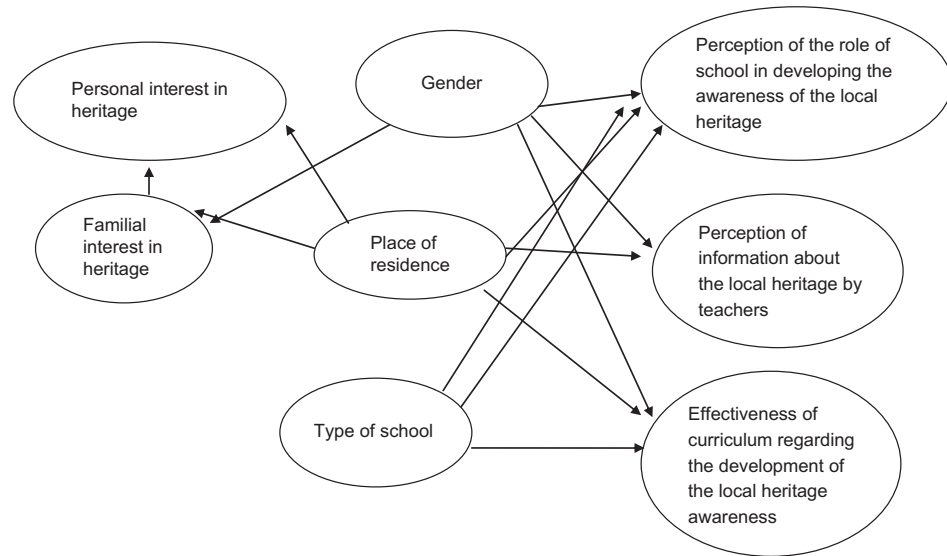 Personal interest in
heritage
Gender
Perception of the role of
school in developing the
awareness of the local
heritage
Familial
interest in
heritage
Place of
residence
Perception of
information about
the local heritage by
teachers
Type of school
Effectiveness of
curriculum regarding
the development of
the local heritage
awareness